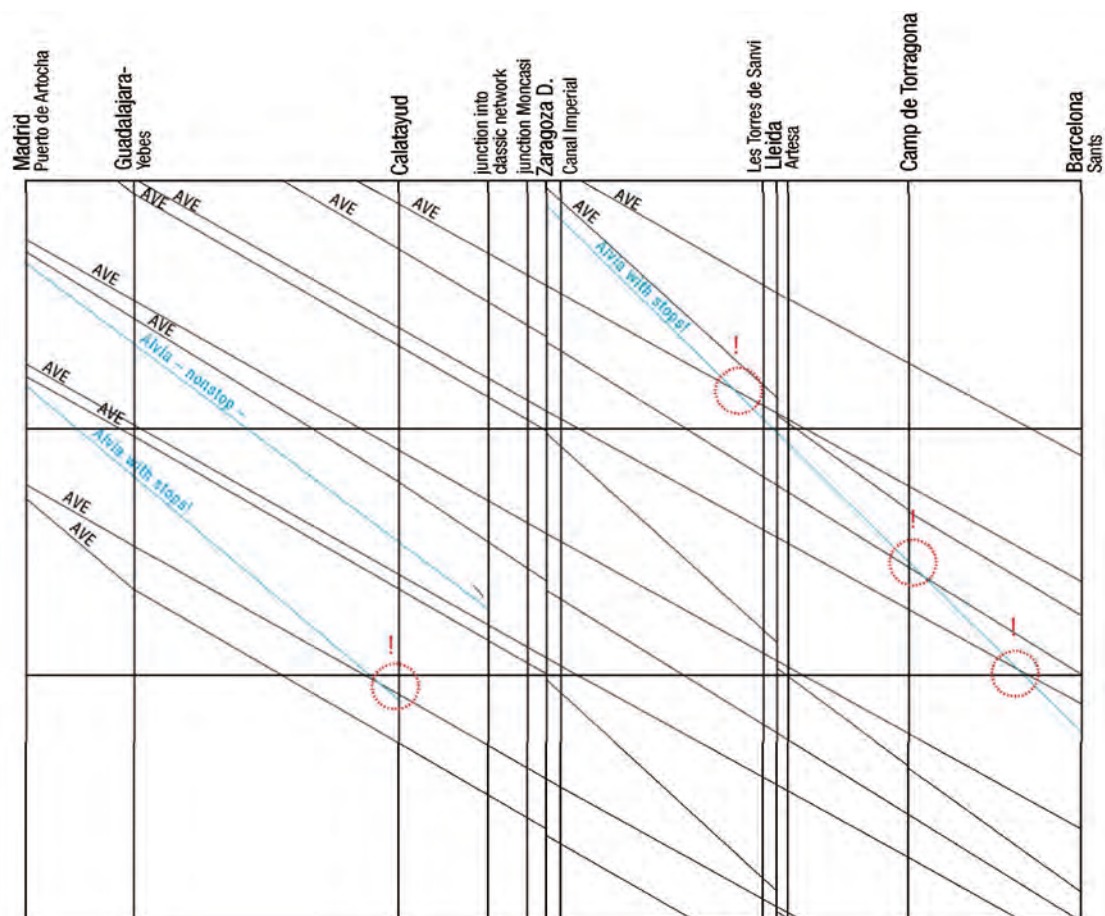 Madrid
Puerto de Artocha
Guadalajara-
Yebes
Calatayud
junction into
classic network
junction Moncasi
Zaragoza D.
Canal Imperial
Les Torres de Sanvi
Lleida
Artesa
Camp de Torragona
Barcelona
Sants
AVE
AVE
AVE
AVE
AVE
AVE
AVE
Alvia with stops!
!
Alvia – nonstop –
AVE
AVE
Alvia with stops!
!
AVE
AVE
!
!